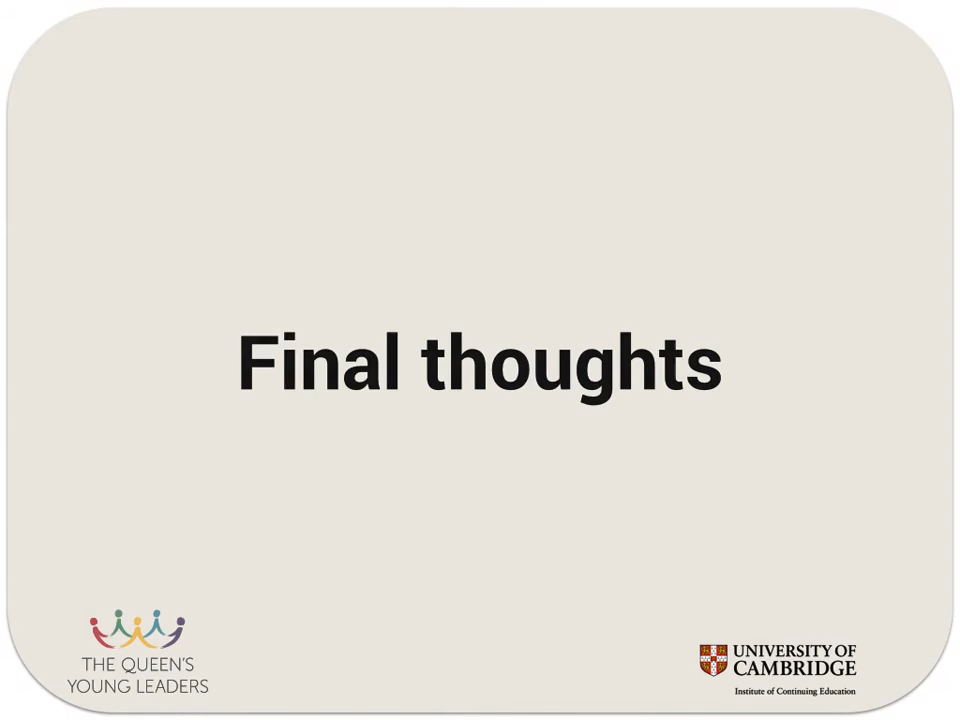 Final thoughts
THE QUEEN'S
YOUNG LEADERS
UNIVERSITY OF
CAMBRIDGE
Institute of Continuing Education